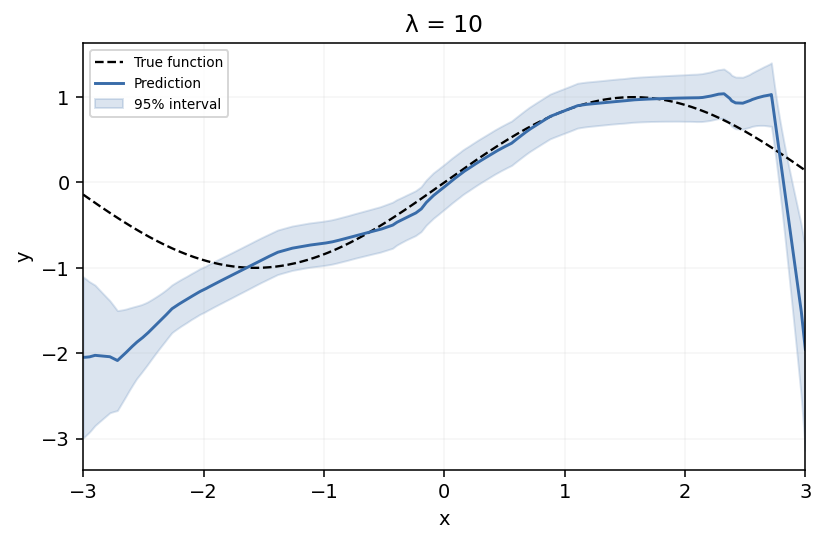 λ = 10
True function
Prediction
95% interval
y
1
0
−1
−2
−3
−3
−2
−1
0
1
2
3
x